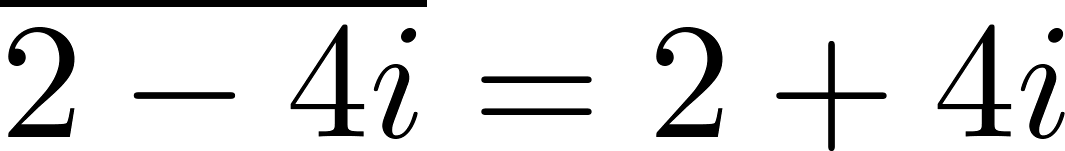 $\overline{2 - 4i} = 2 + 4i$